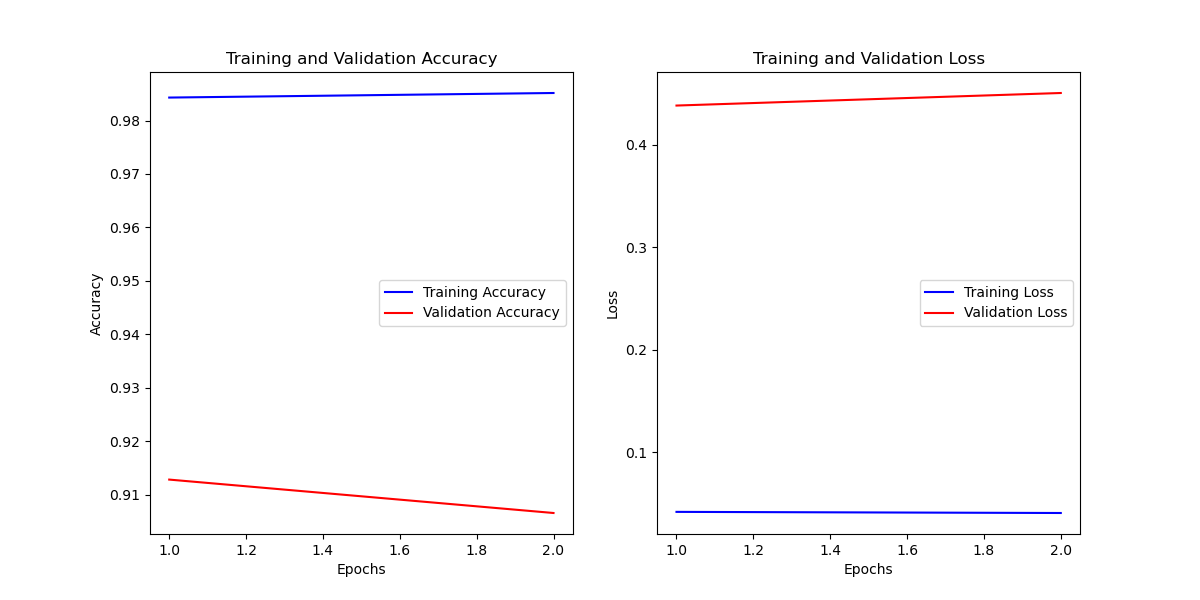 Training and Validation Accuracy
0.98
0.97
0.96
0.95
0.94
0.93
0.92
0.91
Accuracy
Training Accuracy
Validation Accuracy
1.0 1.2 1.4 1.6 1.8 2.0
Epochs
Training and Validation Loss
0.4
0.3
0.2
0.1
Loss
Training Loss
Validation Loss
1.0 1.2 1.4 1.6 1.8 2.0
Epochs